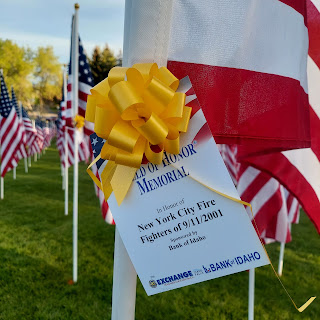 LD OF HONOR
MEMORIAL
In Honor of
New York City Fire
Fighters of 9/11/2001
Sponsored by
Bank of Idaho
EXCHANGE
BANK of IDAHO